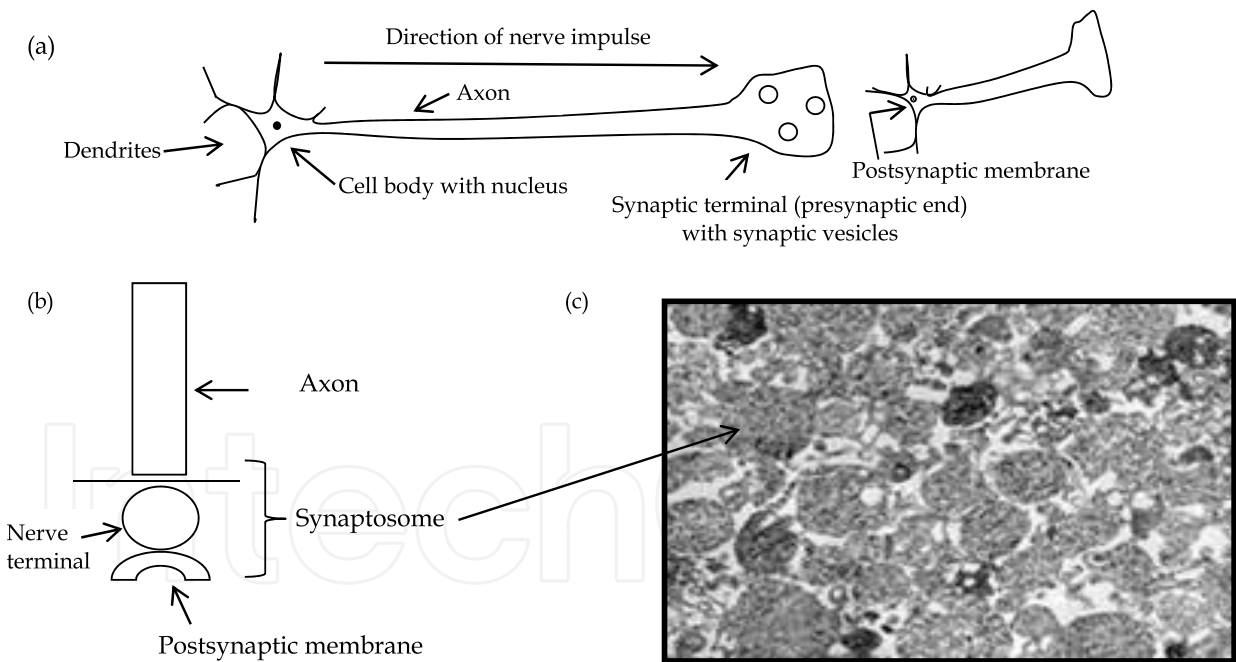 (a)
Direction of nerve impulse
Axon
Dendrites
Cell body with nucleus
Postsynaptic membrane
Synaptic terminal (presynaptic end)
with synaptic vesicles
(b)
(c)
Axon
Synaptosome
Nerve
terminal
Postsynaptic membrane
Intech